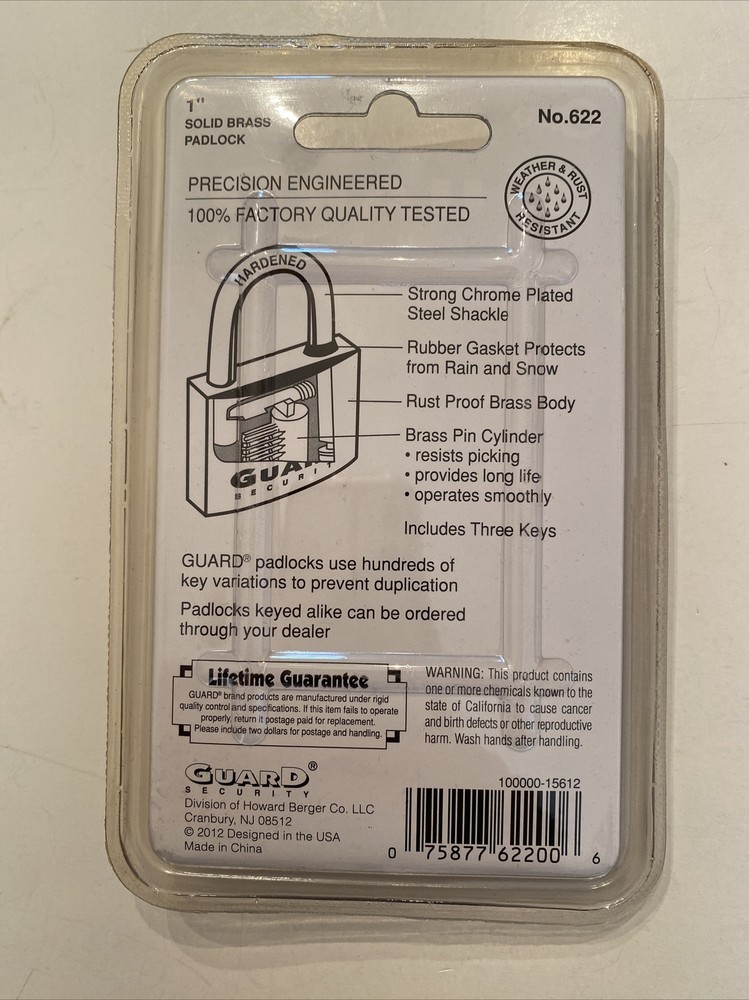 1"
SOLID BRASS
PADLOCK
No.622
PRECISION ENGINEERED
100% FACTORY QUALITY TESTED
WEATHER & RUST
RESISTANT
HARDENED
Strong Chrome Plated
Steel Shackle
Rubber Gasket Protects
from Rain and Snow
Rust Proof Brass Body
Brass Pin Cylinder
• resists picking
• provides long life
• operates smoothly
Includes Three Keys
GUARD
SECURIT
GUARD® padlocks use hundreds of
key variations to prevent duplication
Padlocks keyed alike can be ordered
through your dealer
Lifetime Guarantee
GUARD® brand products are manufactured under rigid
quality control and specifications. If this item fails to operate
properly, return it postage paid for replacement.
Please include two dollars for postage and handling.
WARNING: This product contains
one or more chemicals known to the
state of California to cause cancer
and birth defects or other reproductive
harm. Wash hands after handling.
GUARD®
SECURITY
Division of Howard Berger Co. LLC
Cranbury, NJ 08512
© 2012 Designed in the USA
Made in China
100000-15612
0 75877 62200 6